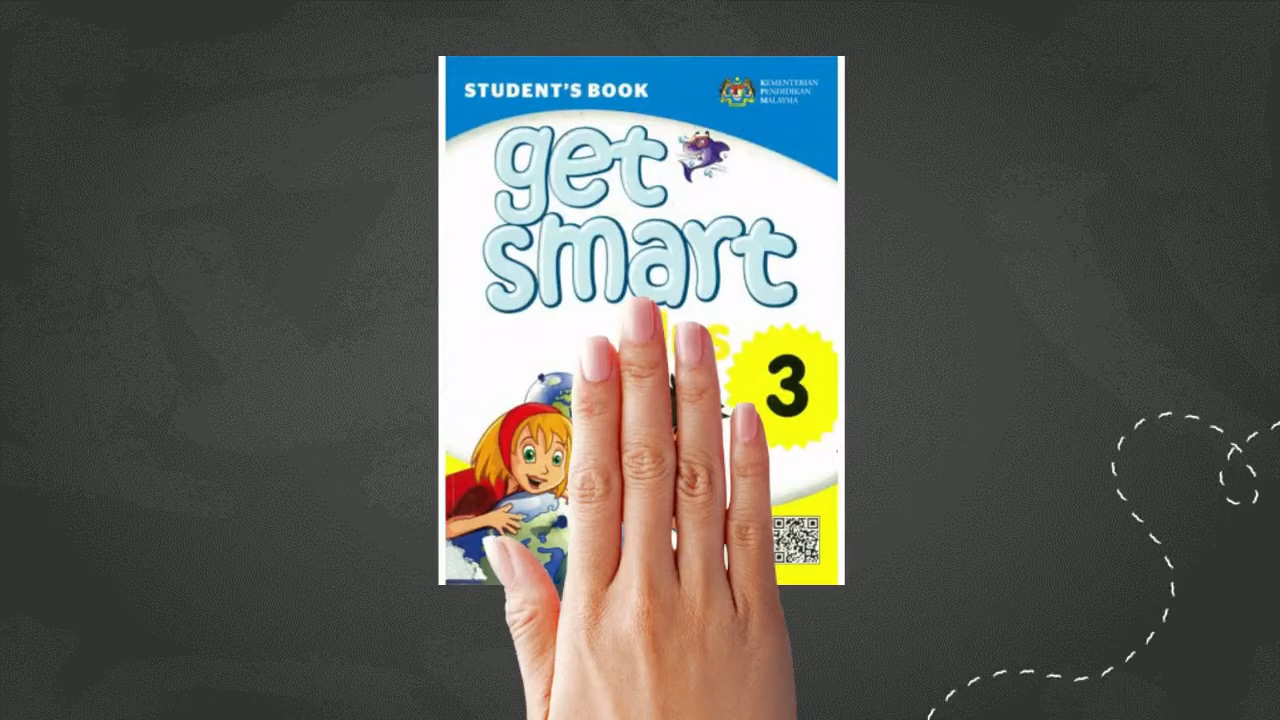 STUDENT'S BOOK
KEMENTERIAN
PENDIDIKAN
MALAYSIA
get
smart
3